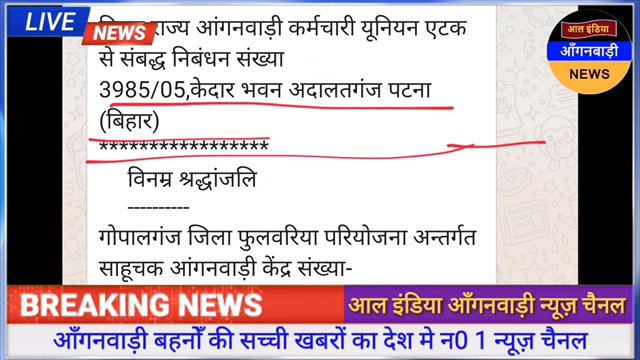 LIVE NEWS
राज्य आंगनवाड़ी कर्मचारी यूनियन एटक
से संबद्ध निबंधन संख्या
3985/05,केदार भवन अदालतगंज पटना
(बिहार)
*****************
विनम्र श्रद्धांजलि
----------
गोपालगंज जिला फुलवरिया परियोजना अन्तर्गत
साहूचक आंगनवाड़ी केंद्र संख्या-
आल इंडिया
आँगनबाड़ी
NEWS
BREAKING NEWS
आल इंडिया आँगनवाड़ी न्यूज़ चैनल
आँगनवाड़ी बहनोँ की सच्ची खबरों का देश मे न0 1 न्यूज़ चैनल